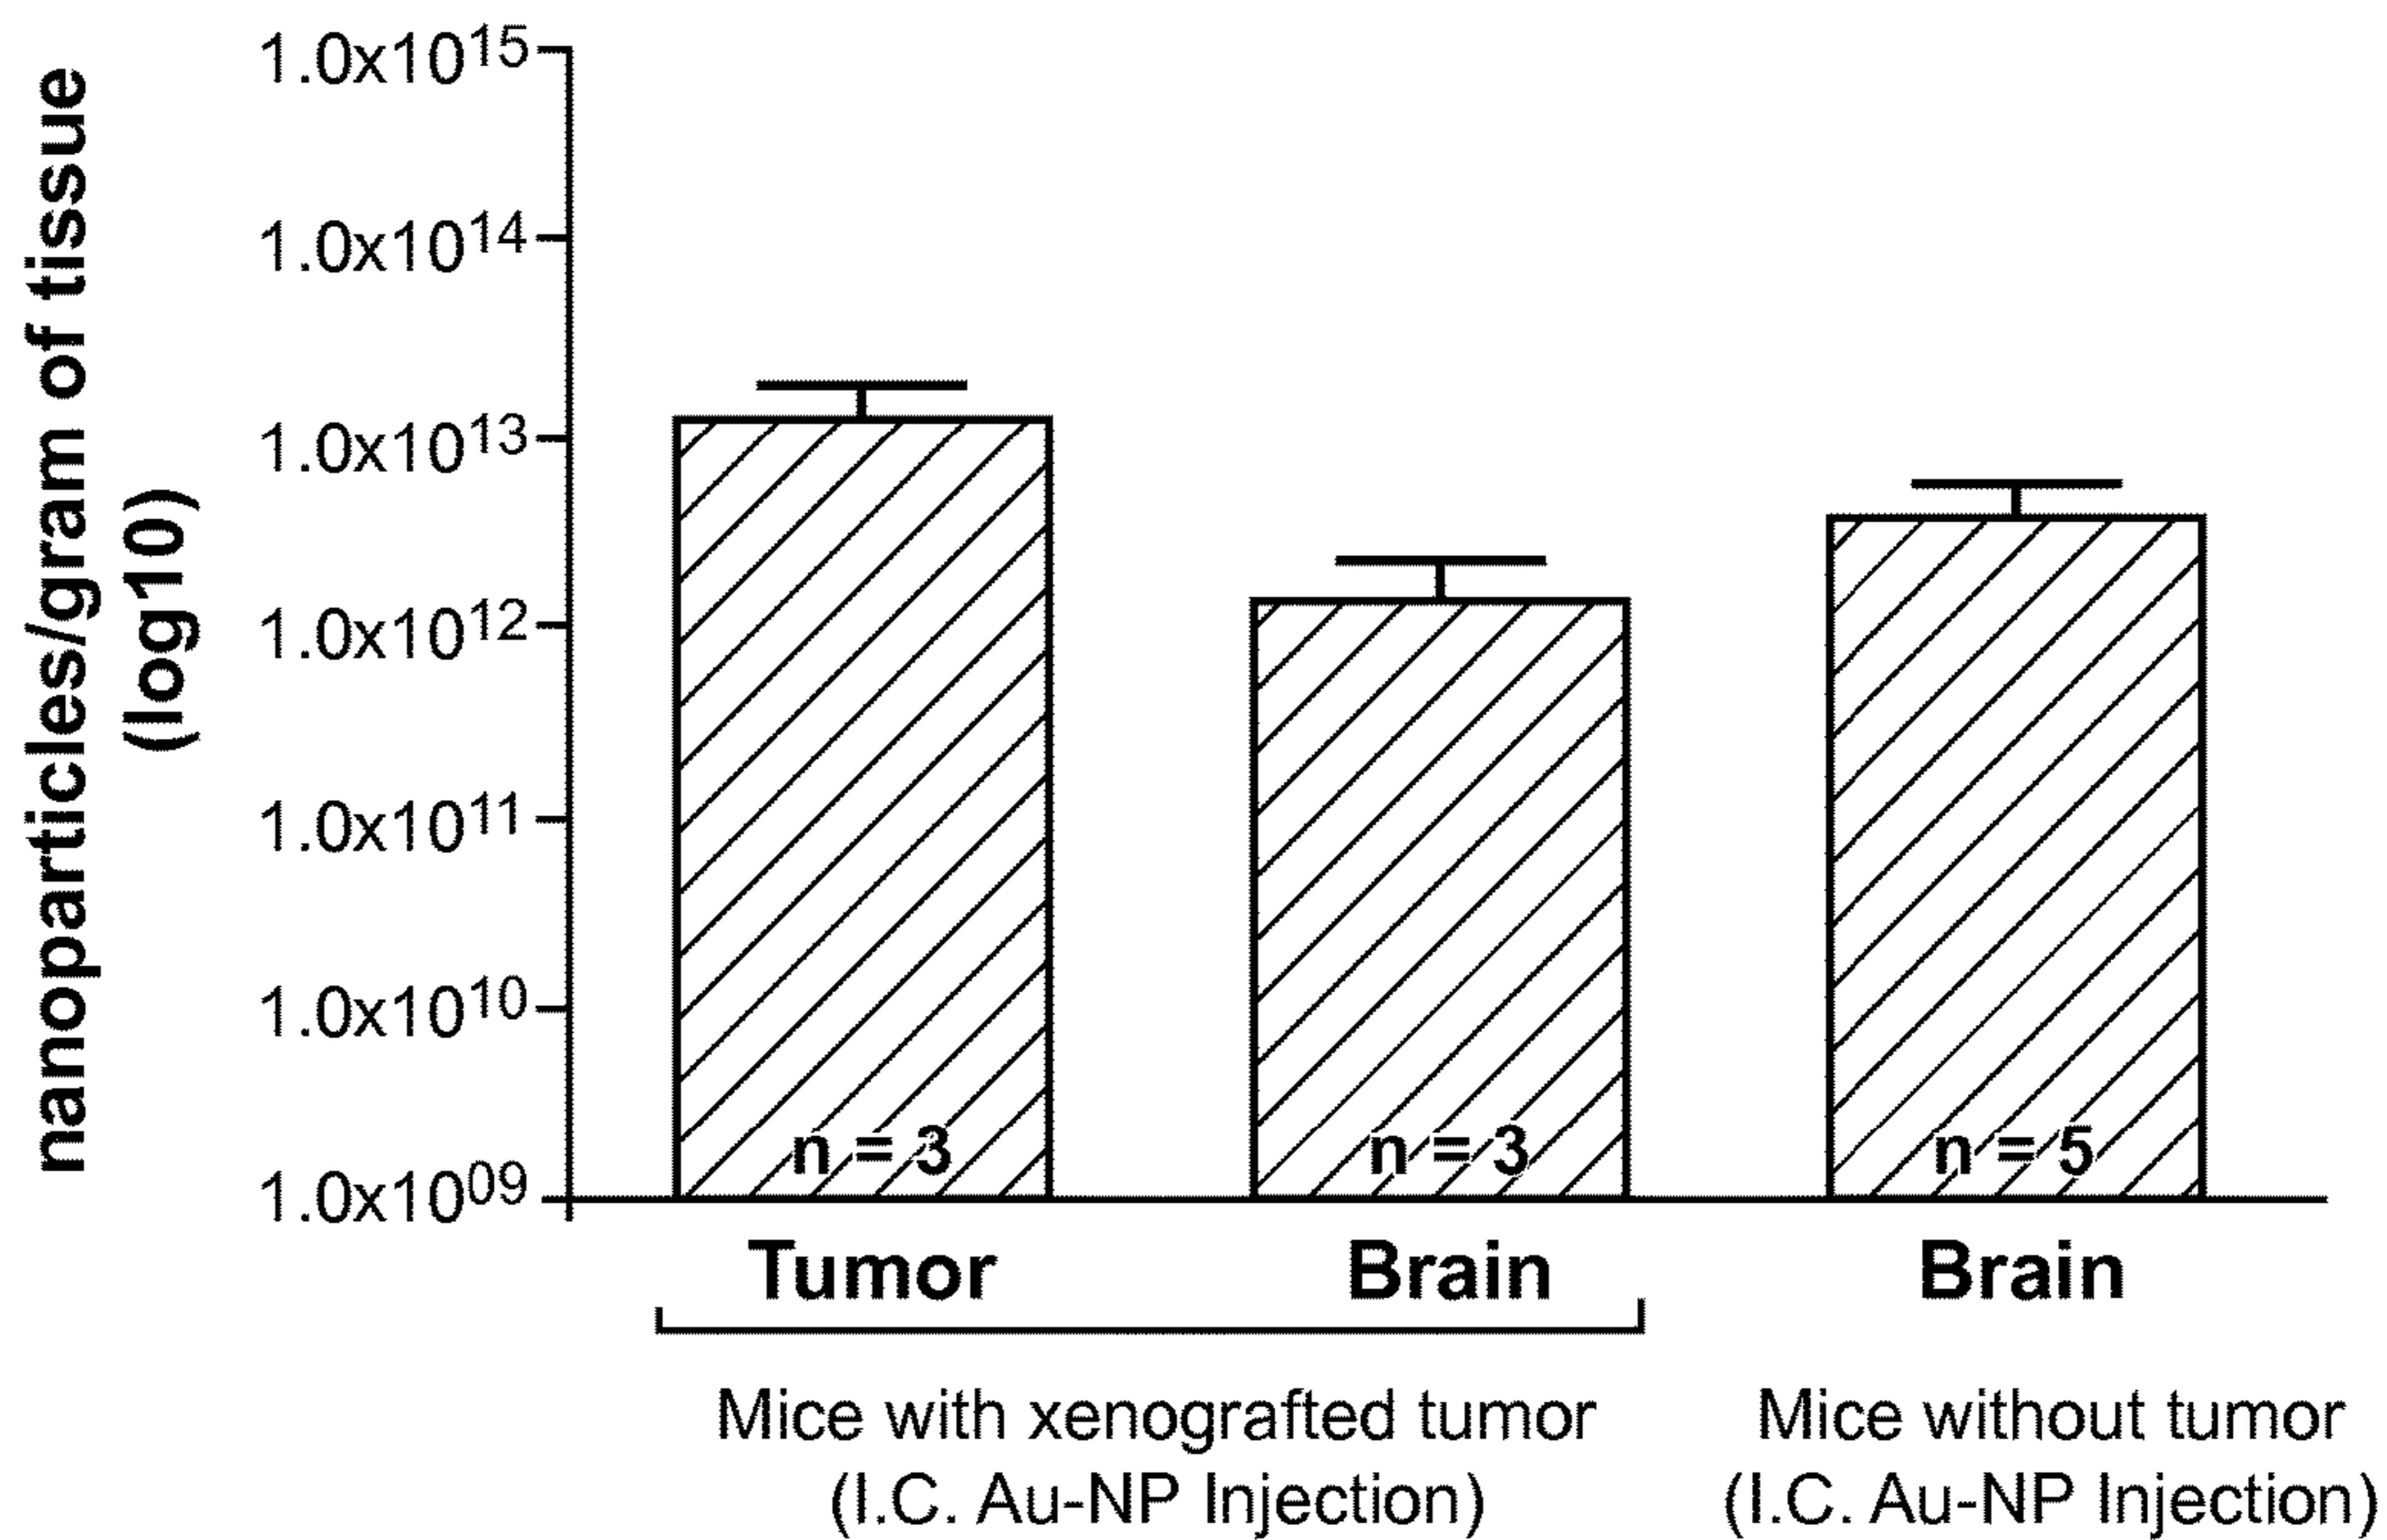 nanoparticles/gram of tissue
(log10)
1.0x10¹⁵
1.0x10¹⁴
1.0x10¹³
1.0x10¹²
1.0x10¹¹
1.0x10¹⁰
1.0x10⁰⁹
n = 3
n = 3
n = 5
Tumor
Brain
Brain
Mice with xenografted tumor
(I.C. Au-NP Injection)
Mice without tumor
(I.C. Au-NP Injection)